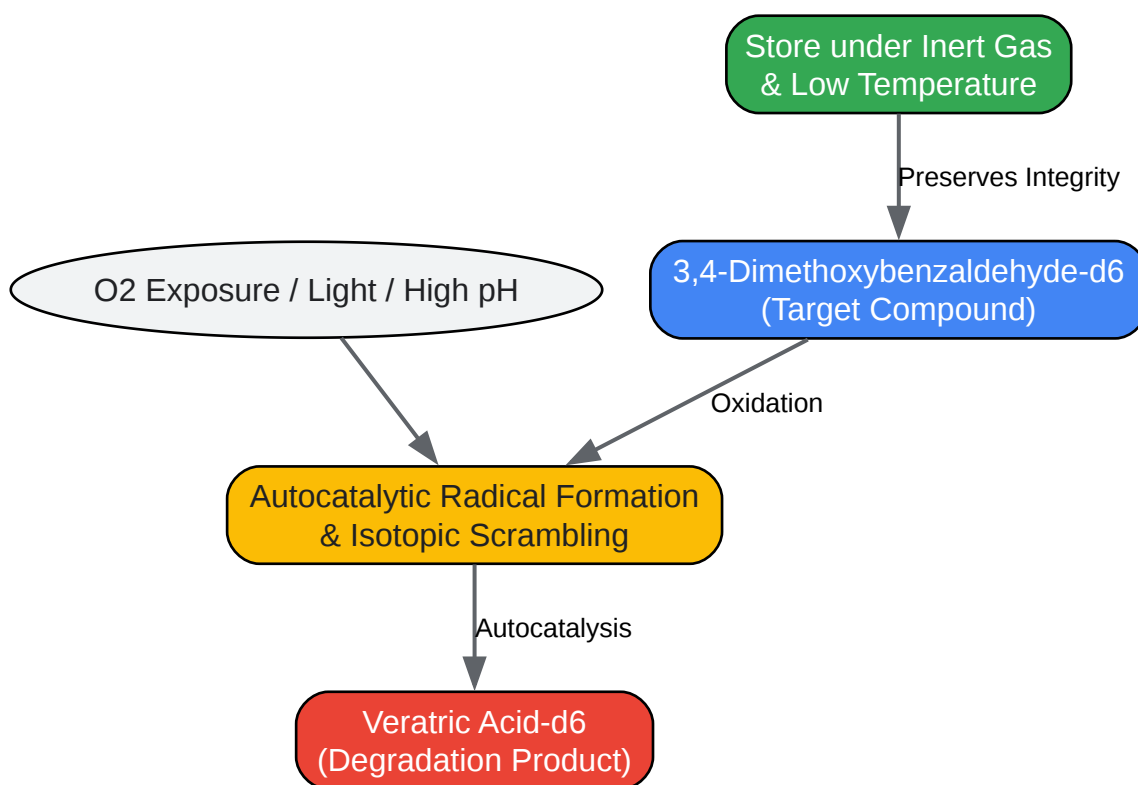 Store under Inert Gas
& Low Temperature
Preserves Integrity
O2 Exposure / Light / High pH
3,4-Dimethoxybenzaldehyde-d6
(Target Compound)
Oxidation
Autocatalytic Radical Formation
& Isotopic Scrambling
Autocatalysis
Veratric Acid-d6
(Degradation Product)